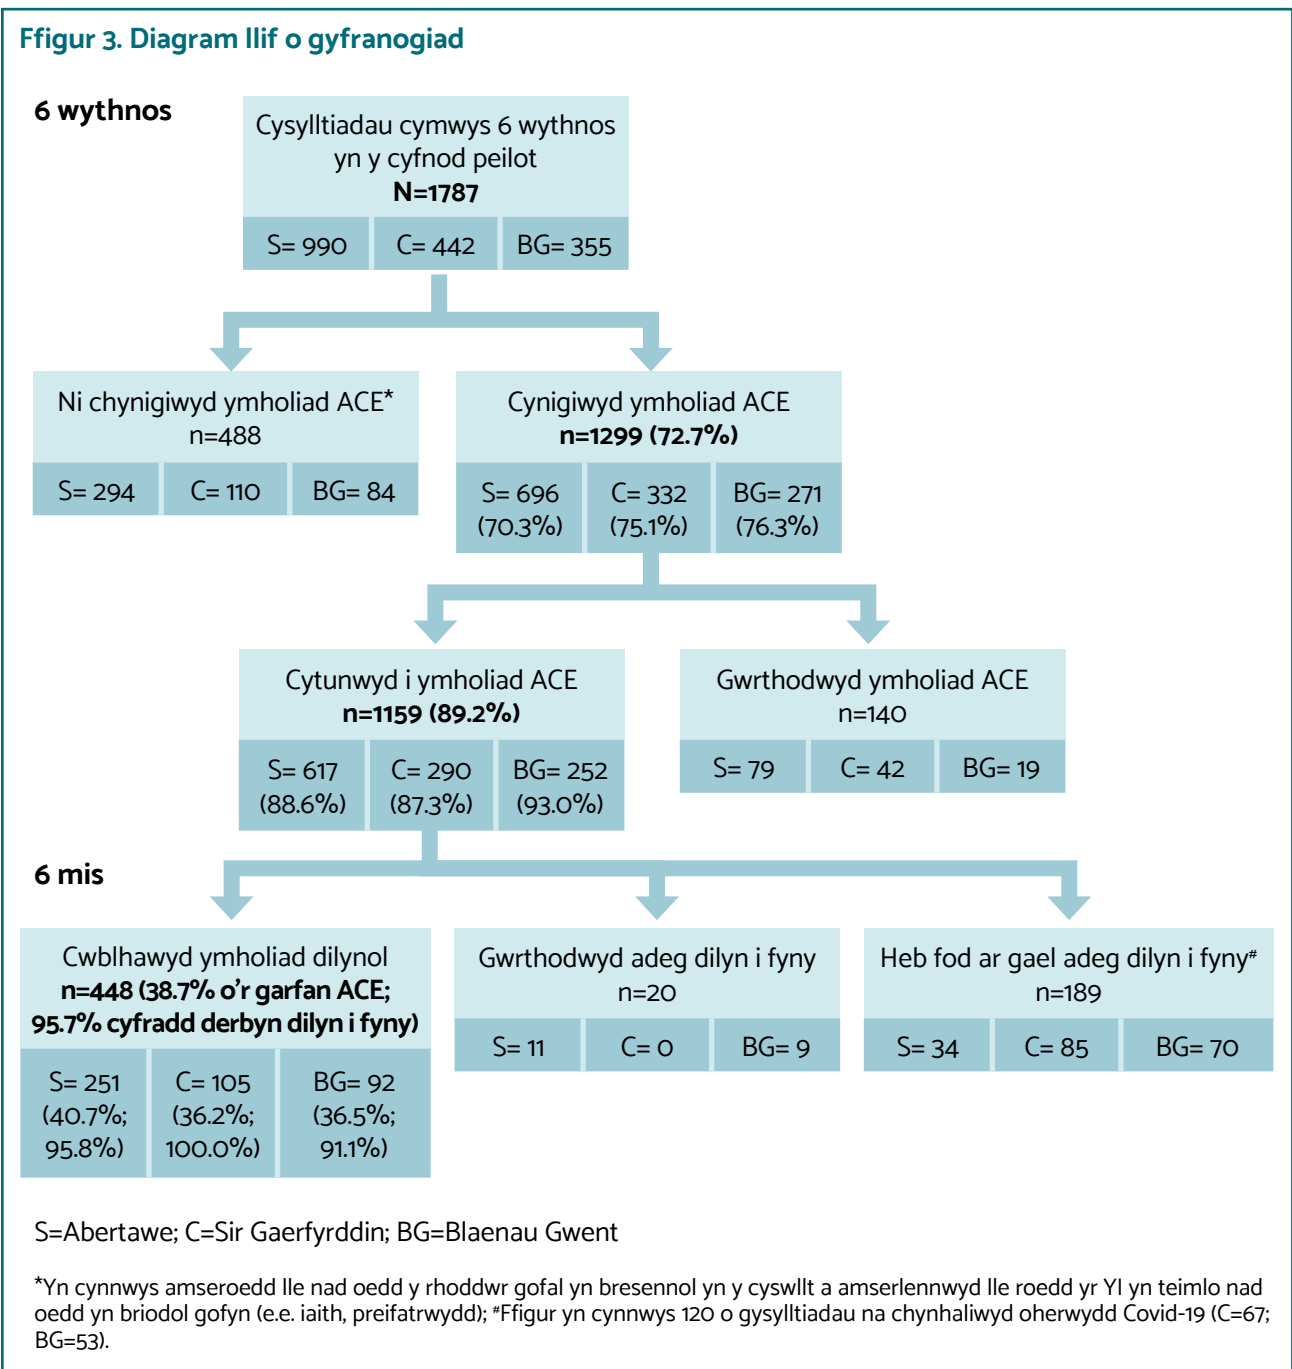 Ffigur 3. Diagram llif o gyfranogiad
6 wythnos
Cysylltiadau cymwys 6 wythnos
yn y cyfnod peilot
N=1787
S= 990
C= 442
BG= 355
Ni chynigiwyd ymholiad ACE*
n=488
S= 294
C= 110
BG= 84
Cynigiwyd ymholiad ACE
n=1299 (72.7%)
S= 696
(70.3%)
C= 332
(75.1%)
BG= 271
(76.3%)
Cytunwyd i ymholiad ACE
n=1159 (89.2%)
S= 617
(88.6%)
C= 290
(87.3%)
BG= 252
(93.0%)
Gwrthodwyd ymholiad ACE
n=140
S= 79
C= 42
BG= 19
6 mis
Cwblhawyd ymholiad dilynol
n=448 (38.7% o'r garfan ACE;
95.7% cyfradd derbyn dilyn i fyny)
S= 251
(40.7%;
95.8%)
C= 105
(36.2%;
100.0%)
BG= 92
(36.5%;
91.1%)
Gwrthodwyd adeg dilyn i fyny
n=20
S= 11
C= 0
BG= 9
Heb fod ar gael adeg dilyn i fyny#
n=189
S= 34
C= 85
BG= 70
S=Abertawe; C=Sir Gaerfyrddin; BG=Blaenau Gwent
*Yn cynnwys amseroedd lle nad oedd y rhoddwr gofal yn bresennol yn y cyswllt a amserlennwyd lle roedd yr YI yn teimlo nad
oedd yn briodol gofyn (e.e. iaith, preifatrwydd); #Ffigur yn cynnwys 120 o gysylltiadau na chynhaliwyd oherwydd Covid-19 (C=67;
BG=53).